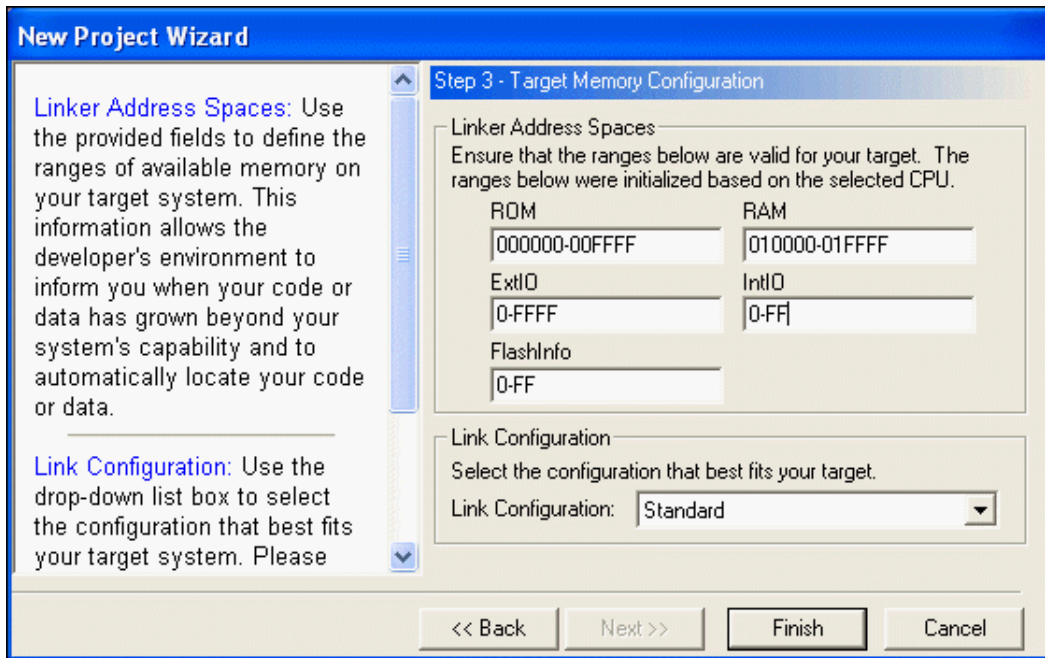 New Project Wizard
Linker Address Spaces: Use
the provided fields to define the
ranges of available memory on
your target system. This
information allows the
developer's environment to
inform you when your code or
data has grown beyond your
system's capability and to
automatically locate your code
or data.
Link Configuration: Use the
drop-down list box to select
the configuration that best fits
your target system. Please
Step 3 - Target Memory Configuration
Linker Address Spaces
Ensure that the ranges below are valid for your target. The
ranges below were initialized based on the selected CPU.
ROM RAM
000000-00FFFF 010000-01FFFF
ExtIO IntIO
0-FFFF 0-FF
FlashInfo
0-FF
Link Configuration
Select the configuration that best fits your target.
Link Configuration: Standard
<< Back Next >> Finish Cancel